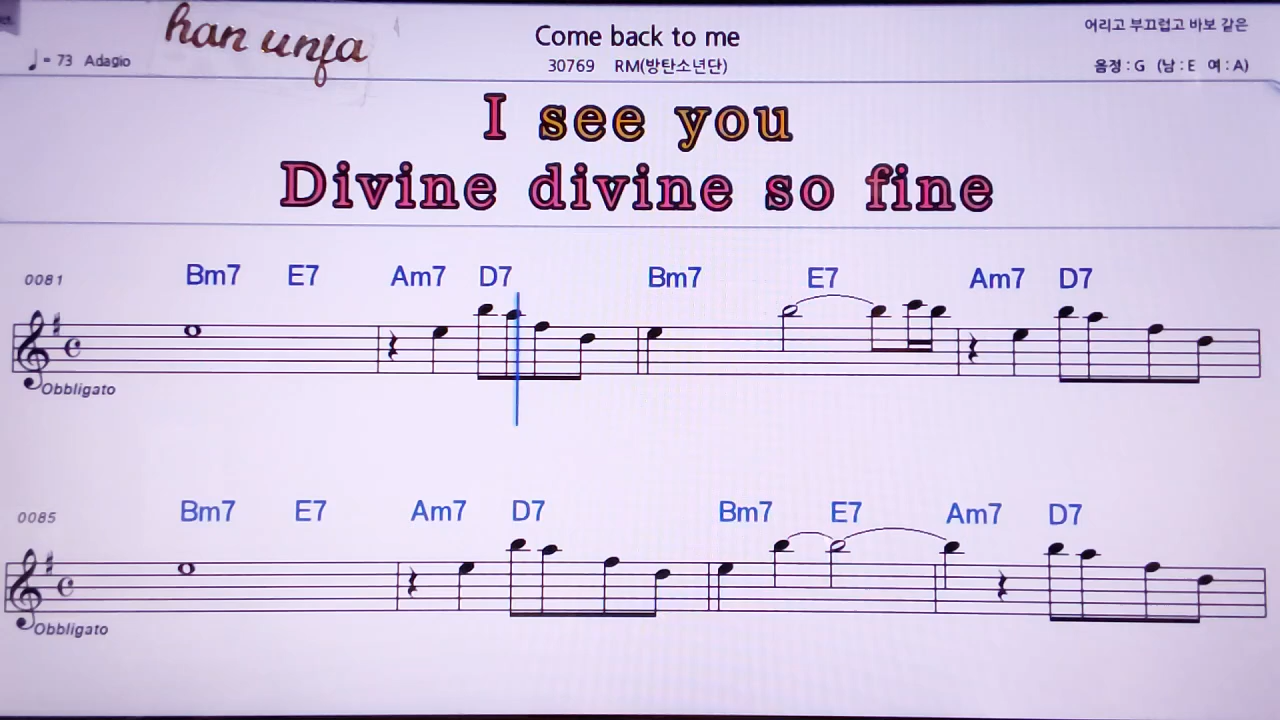 han unja
Come back to me
어리고 부끄럽고 바보 같은
♩= 73 Adagio
30769 RM(방탄소년단)
음정 : G (남 : E 여 : A)
I see you
Divine divine so fine
0081
Bm7 E7 Am7 D7 Bm7 E7 Am7 D7
Obbligato
0085
Bm7 E7 Am7 D7 Bm7 E7 Am7 D7
Obbligato